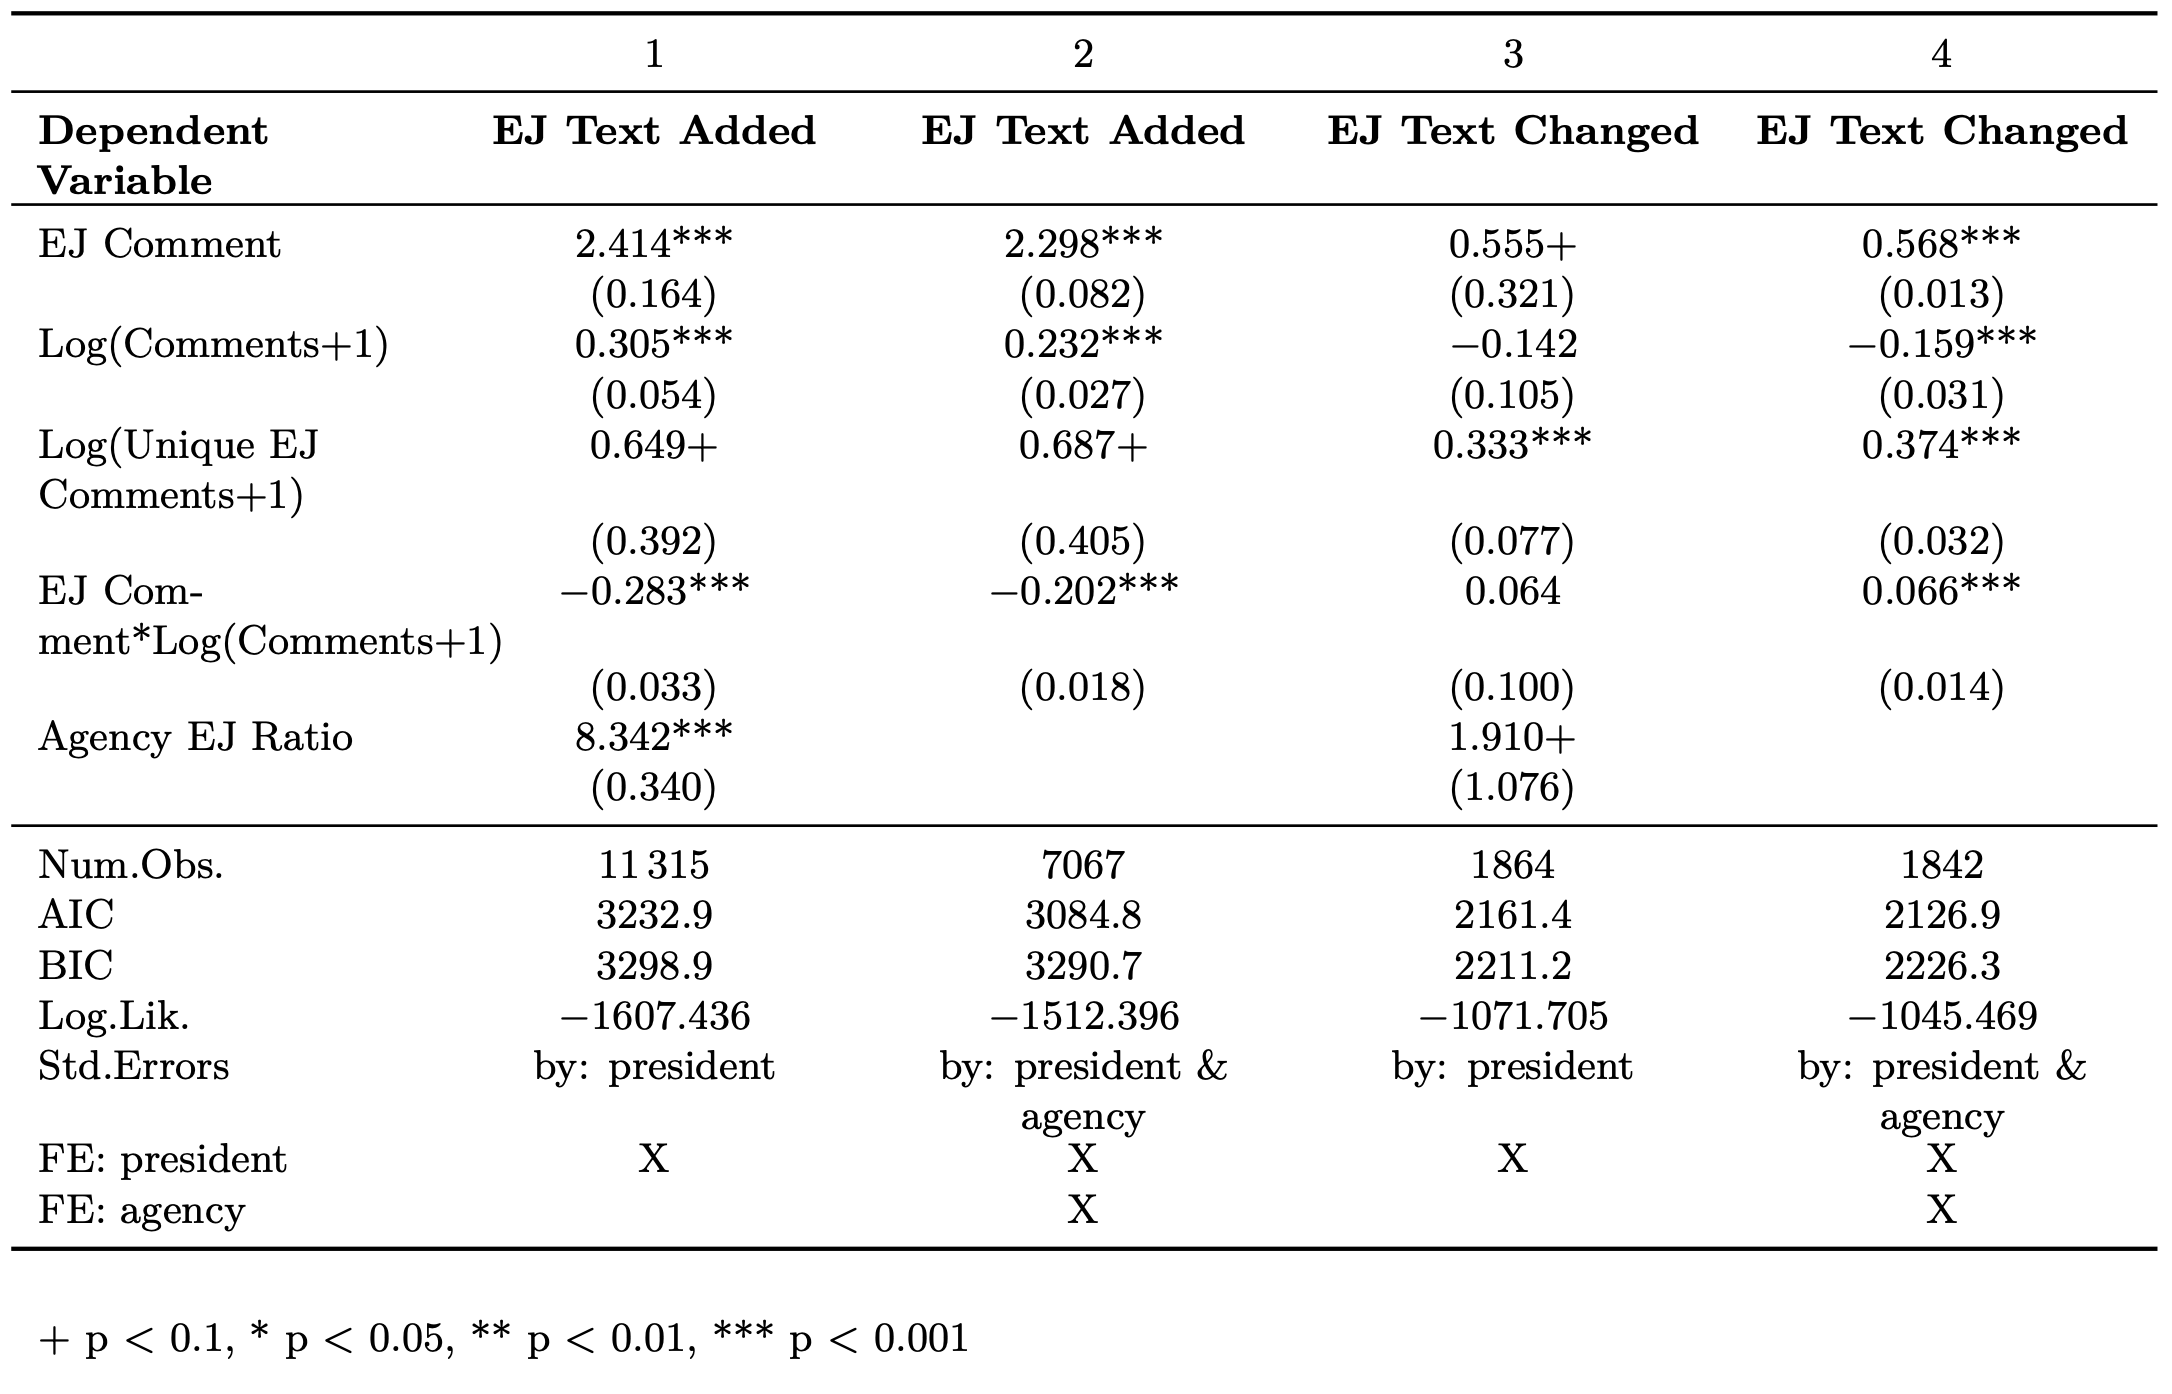 1 2 3 4
Dependent EJ Text Added EJ Text Added EJ Text Changed EJ Text Changed
Variable
EJ Comment 2.414*** 2.298*** 0.555+ 0.568***
(0.164) (0.082) (0.321) (0.013)
Log(Comments+1) 0.305*** 0.232*** −0.142 −0.159***
(0.054) (0.027) (0.105) (0.031)
Log(Unique EJ 0.649+ 0.687+ 0.333*** 0.374***
Comments+1)
(0.392) (0.405) (0.077) (0.032)
EJ Com- −0.283*** −0.202*** 0.064 0.066***
ment*Log(Comments+1)
(0.033) (0.018) (0.100) (0.014)
Agency EJ Ratio 8.342*** 1.910+
(0.340) (1.076)
Num.Obs. 11 315 7067 1864 1842
AIC 3232.9 3084.8 2161.4 2126.9
BIC 3298.9 3290.7 2211.2 2226.3
Log.Lik. −1607.436 −1512.396 −1071.705 −1045.469
Std.Errors by: president by: president & by: president by: president &
agency agency
FE: president X X X X
FE: agency X X
+ p < 0.1, * p < 0.05, ** p < 0.01, *** p < 0.001